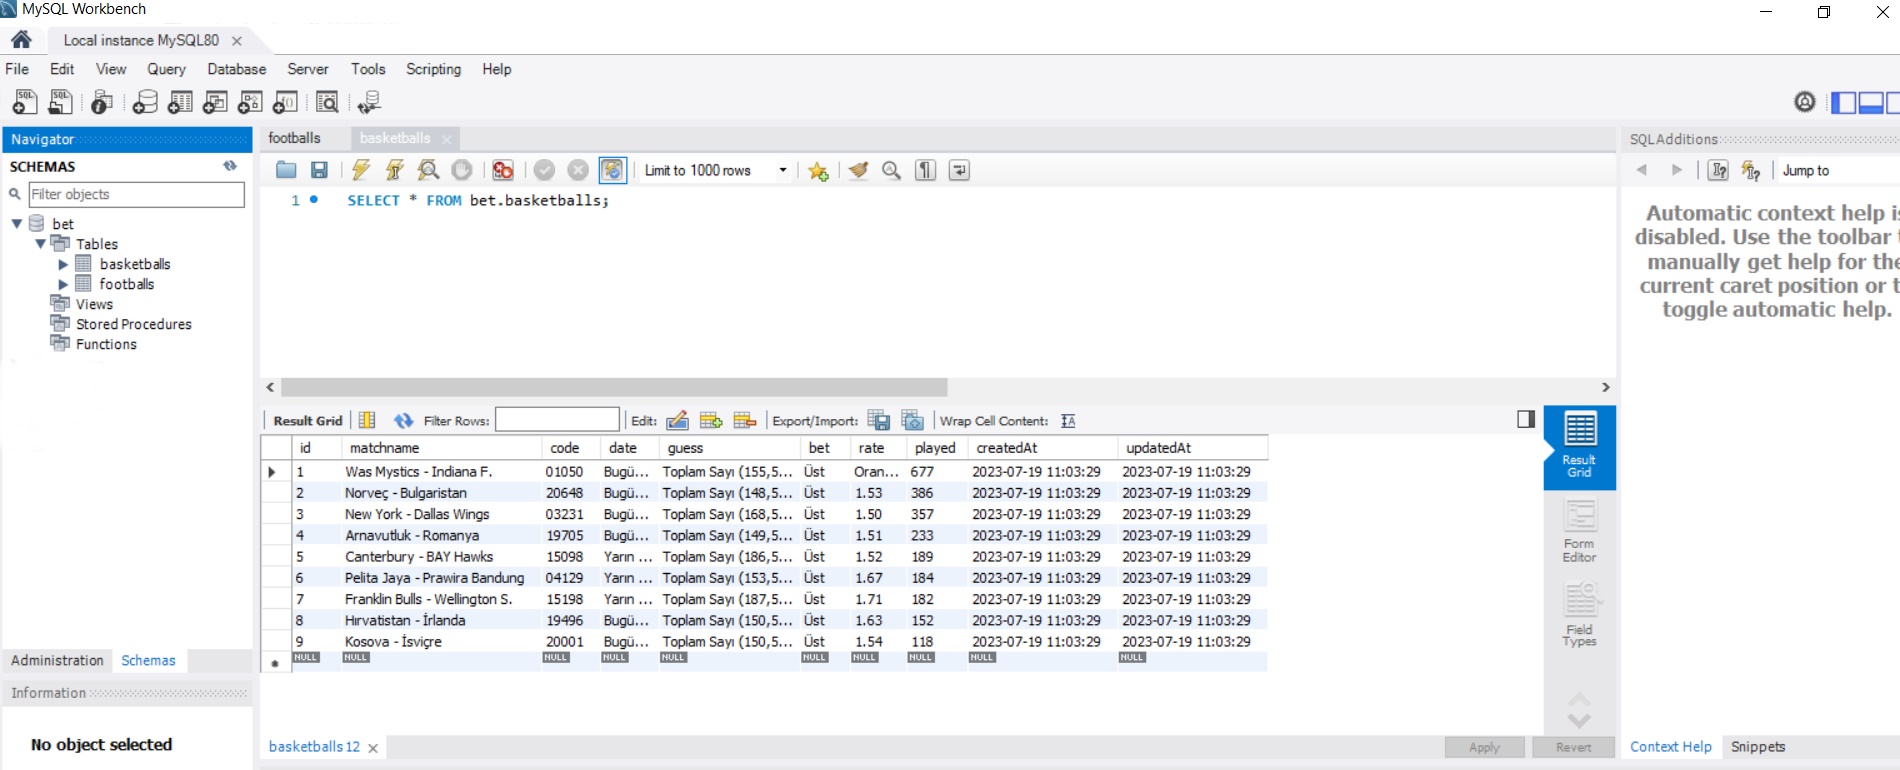 MySQL Workbench
Local instance MySQL80
File Edit View Query Database Server Tools Scripting Help
Navigator
SCHEMAS
Filter objects
bet
Tables
basketballs
footballs
Views
Stored Procedures
Functions
Administration Schemas
Information
No object selected
footballs basketballs
Limit to 1000 rows
1 SELECT * FROM bet.basketballs;
Result Grid Filter Rows: Edit: Export/Import: Wrap Cell Content:
id matchname code date guess bet rate played createdAt updatedAt
1 Was Mystics - Indiana F. 01050 Bugü... Toplam Sayı (155,5... Üst Oran... 677 2023-07-19 11:03:29 2023-07-19 11:03:29
2 Norveç - Bulgaristan 20648 Bugü... Toplam Sayı (148,5... Üst 1.53 386 2023-07-19 11:03:29 2023-07-19 11:03:29
3 New York - Dallas Wings 03231 Bugü... Toplam Sayı (168,5... Üst 1.50 357 2023-07-19 11:03:29 2023-07-19 11:03:29
4 Arnavutluk - Romanya 19705 Bugü... Toplam Sayı (149,5... Üst 1.51 233 2023-07-19 11:03:29 2023-07-19 11:03:29
5 Canterbury - BAY Hawks 15098 Yarın ... Toplam Sayı (186,5... Üst 1.52 189 2023-07-19 11:03:29 2023-07-19 11:03:29
6 Pelita Jaya - Prawira Bandung 04129 Yarın ... Toplam Sayı (153,5... Üst 1.67 184 2023-07-19 11:03:29 2023-07-19 11:03:29
7 Franklin Bulls - Wellington S. 15198 Yarın ... Toplam Sayı (187,5... Üst 1.71 182 2023-07-19 11:03:29 2023-07-19 11:03:29
8 Hırvatistan - İrlanda 19496 Bugü... Toplam Sayı (150,5... Üst 1.63 152 2023-07-19 11:03:29 2023-07-19 11:03:29
9 Kosova - İsviçre 20001 Bugü... Toplam Sayı (150,5... Üst 1.54 118 2023-07-19 11:03:29 2023-07-19 11:03:29
NULL NULL NULL NULL NULL NULL NULL NULL NULL NULL
Result
Grid
Form
Editor
Field
Types
basketballs 12
Apply Revert
SQLAdditions
Jump to
Automatic context help is
disabled. Use the toolbar
manually get help for the
current caret position or
toggle automatic help.
Context Help Snippets